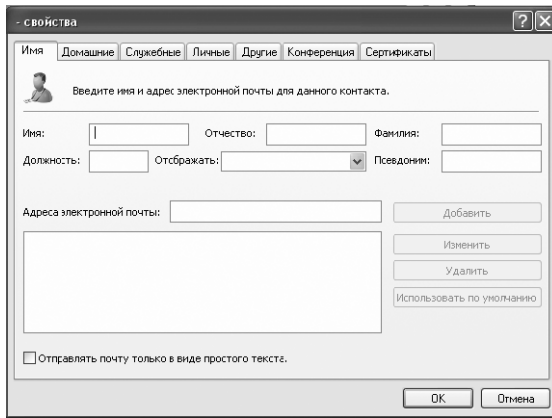 - свойства
Имя Домашние Служебные Личные Другие Конференция Сертификаты
Введите имя и адрес электронной почты для данного контакта.
Имя: Отчество: Фамилия:
Должность: Отображать: Псевдоним:
Адреса электронной почты: Добавить
Изменить
Удалить
Использовать по умолчанию
Отправлять почту только в виде простого текста.
OK Отмена